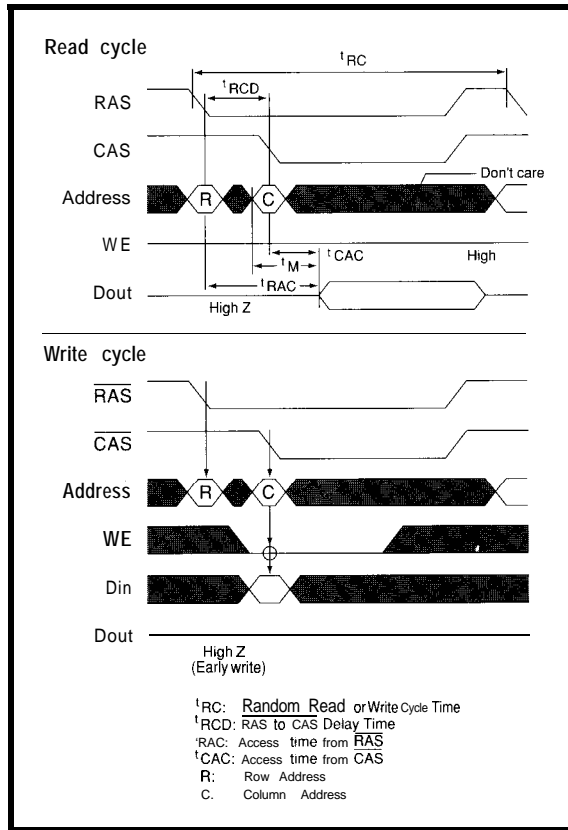 Read cycle
tRC
tRCD
RAS
CAS
Don't care
Address R C
WE
tCAC High
tM
tRAC
Dout
High Z
Write cycle
RAS
CAS
Address R C
WE
Din
Dout
High Z
(Early write)
tRC: Random Read or Write Cycle Time
tRCD: RAS to CAS Delay Time
'RAC: Access time from RAS
tCAC: Access time from CAS
R: Row Address
C. Column Address